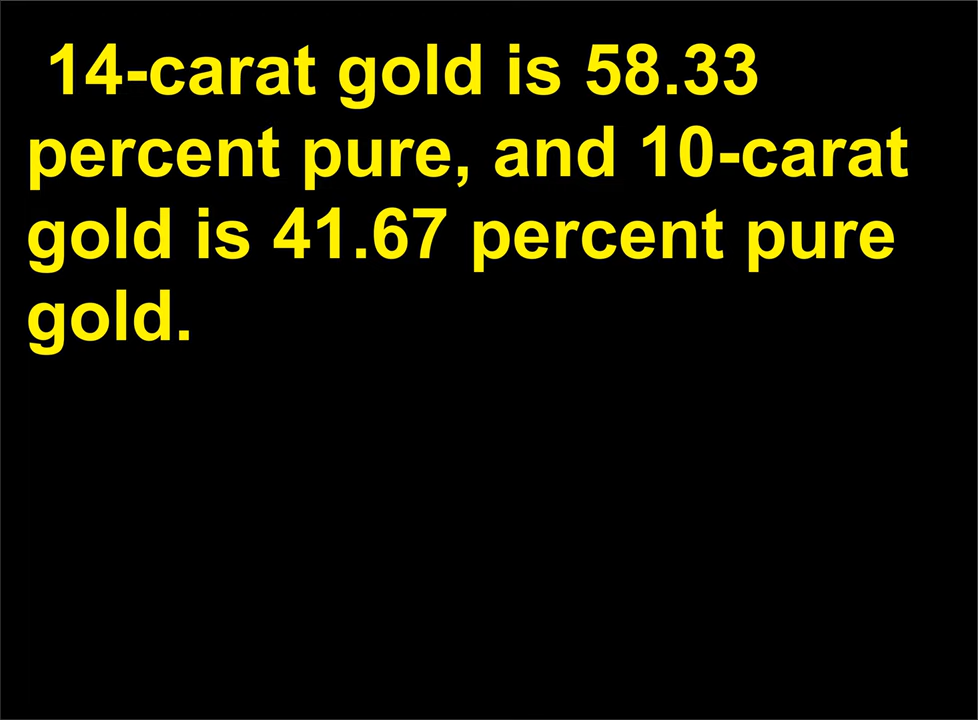 14-carat gold is 58.33
percent pure, and 10-carat
gold is 41.67 percent pure
gold.